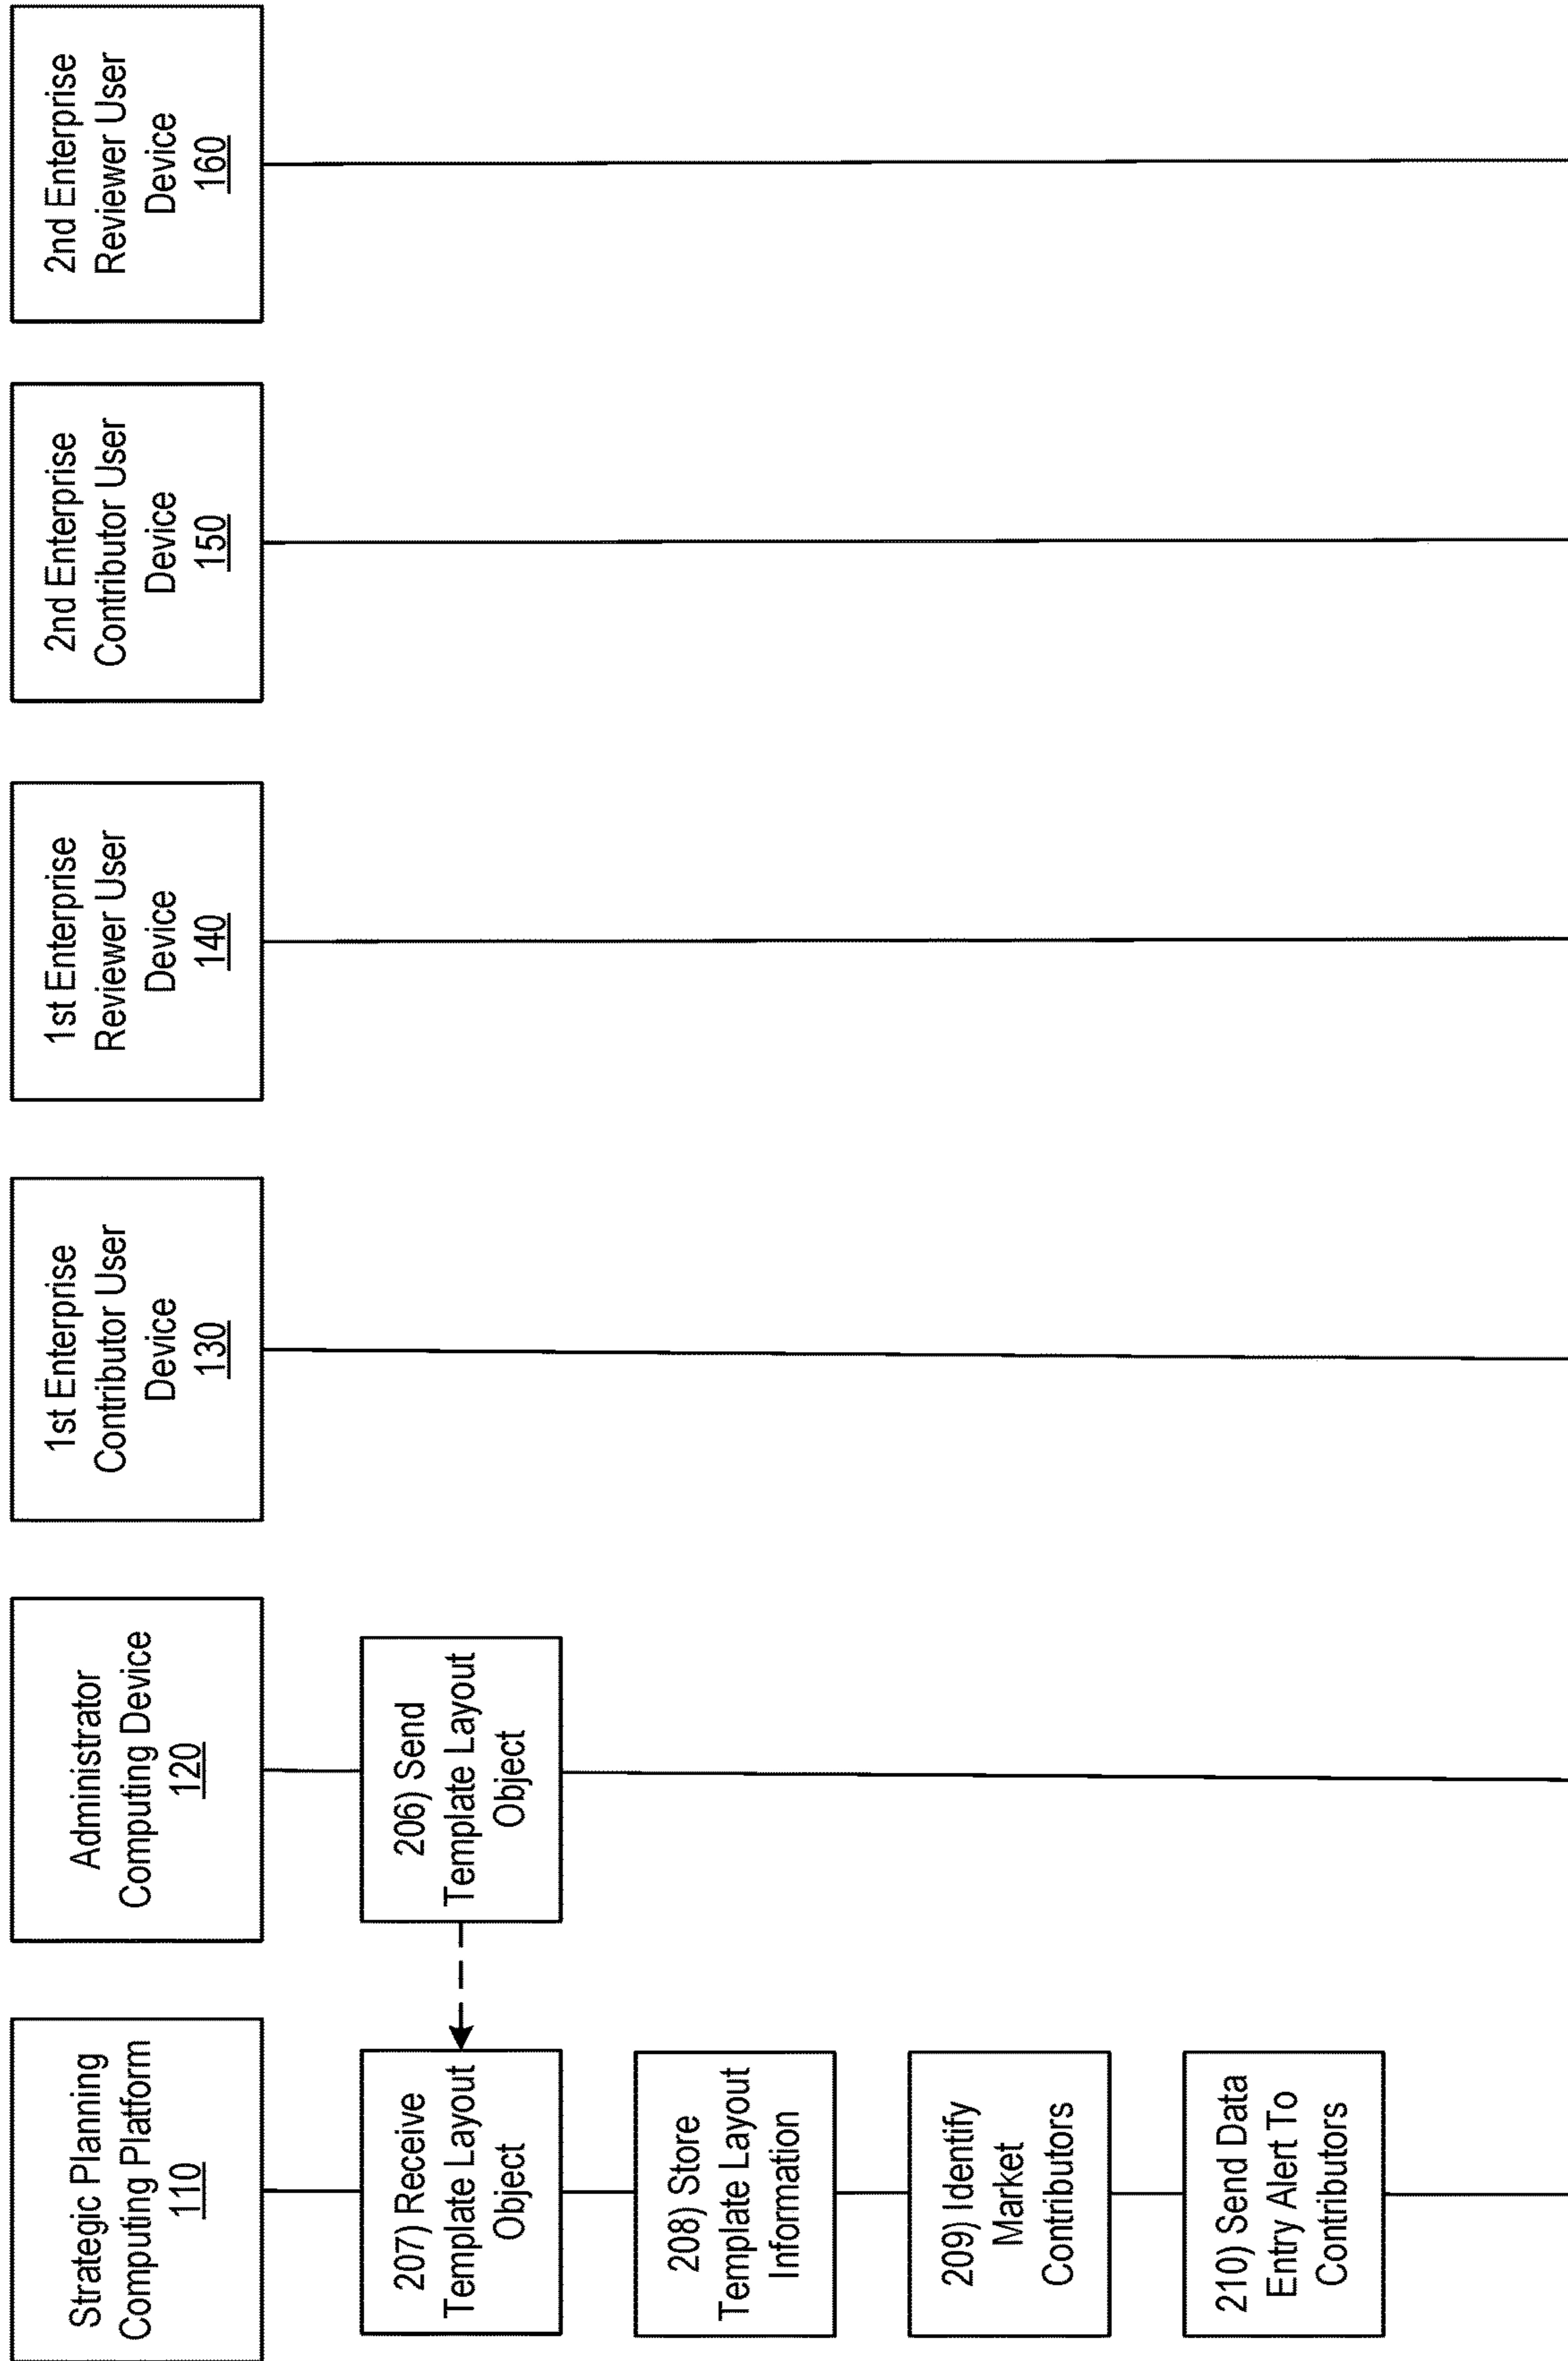 Strategic Planning
Computing Platform
110
Administrator
Computing Device
120
1st Enterprise
Contributor User
Device
130
1st Enterprise
Reviewer User
Device
140
2nd Enterprise
Contributor User
Device
150
2nd Enterprise
Reviewer User
Device
160
206) Send
Template Layout
Object
207) Receive
Template Layout
Object
208) Store
Template Layout
Information
209) Identify
Market
Contributors
210) Send Data
Entry Alert To
Contributors